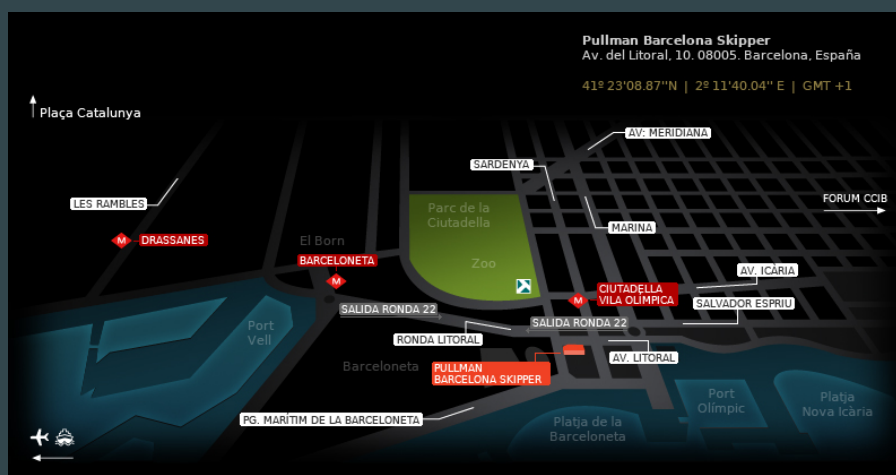 Pullman Barcelona Skipper
Av. del Litoral, 10. 08005. Barcelona, España
41º 23'08.87''N | 2º 11'40.04'' E | GMT +1
Plaça Catalunya
AV: MERIDIANA
SARDENYA
LES RAMBLES
Parc de la
Ciutadella
FORUM CCIB
MARINA
M DRASSANES
El Born
BARCELONETA
M
Zoo
AV. ICÀRIA
CIUTADELLA
VILA OLÍMPICA
M
SALVADOR ESPRIU
SALIDA RONDA 22
SALIDA RONDA 22
Port
Vell
RONDA LITORAL
AV. LITORAL
Barceloneta
PULLMAN
BARCELONA SKIPPER
Port
Olímpic
Platja
Nova Icària
PG. MARÍTIM DE LA BARCELONETA
Platja de la
Barceloneta